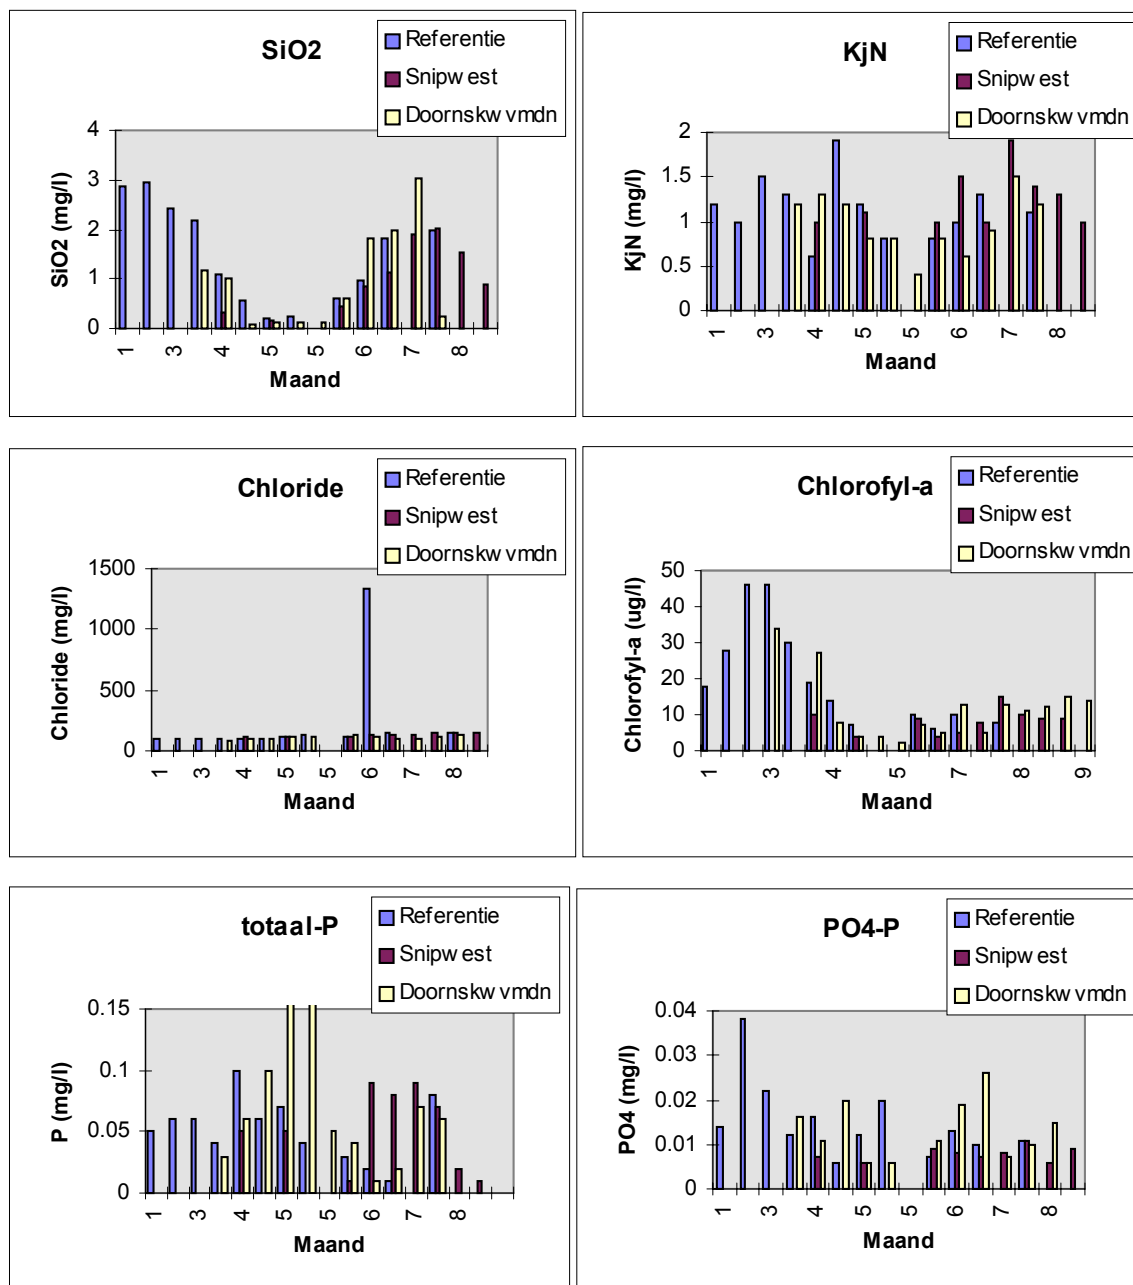 SiO2
Referentie
Snipw est
Doornskw vmdn
SiO2 (mg/l)
4
3
2
1
0
1 3 4 5 5 6 7 8
Maand
KjN
Referentie
Snipw est
Doornskw vmdn
KjN (mg/l)
2
1.5
1
0.5
0
1 3 4 5 5 6 7 8
Maand
Chloride
Referentie
Snipw est
Doornskw vmdn
Chloride (mg/l)
1500
1000
500
0
1 3 4 5 5 6 7 8
Maand
Chlorofyl-a
Referentie
Snipw est
Doornskw vmdn
Chlorofyl-a (ug/l)
50
40
30
20
10
0
1 3 4 5 7 8 9
Maand
totaal-P
Referentie
Snipw est
Doornskw vmdn
P (mg/l)
0.15
0.1
0.05
0
1 3 4 5 5 6 7 8
Maand
PO4-P
Referentie
Snipw est
Doornskw vmdn
PO4 (mg/l)
0.04
0.03
0.02
0.01
0
1 3 4 5 5 6 7 8
Maand